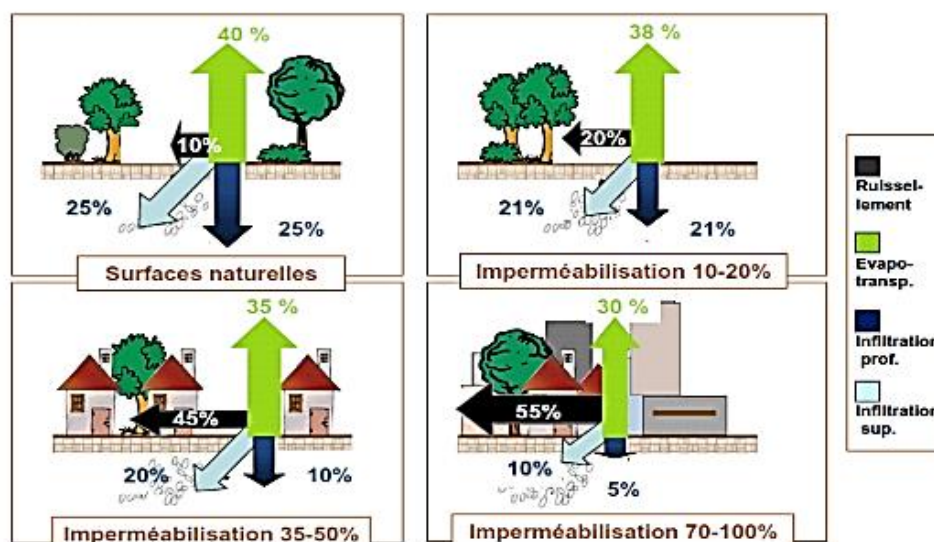 40 %
10%
25%
25%
Surfaces naturelles
38 %
20%
21%
21%
Imperméabilisation 10-20%
35 %
45%
20%
10%
Imperméabilisation 35-50%
30 %
55%
10%
5%
Imperméabilisation 70-100%
Ruissel-
lement
Evapo-
transp.
Infiltration
prof.
Infiltration
sup.